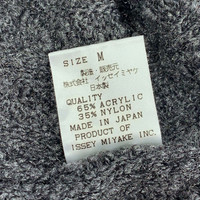 SIZE M
製造・販売元
株式会社 イッセイミヤケ
日本製
QUALITY
65% ACRYLIC
35% NYLON
MADE IN JAPAN
PRODUCT OF
ISSEY MIYAKE INC.